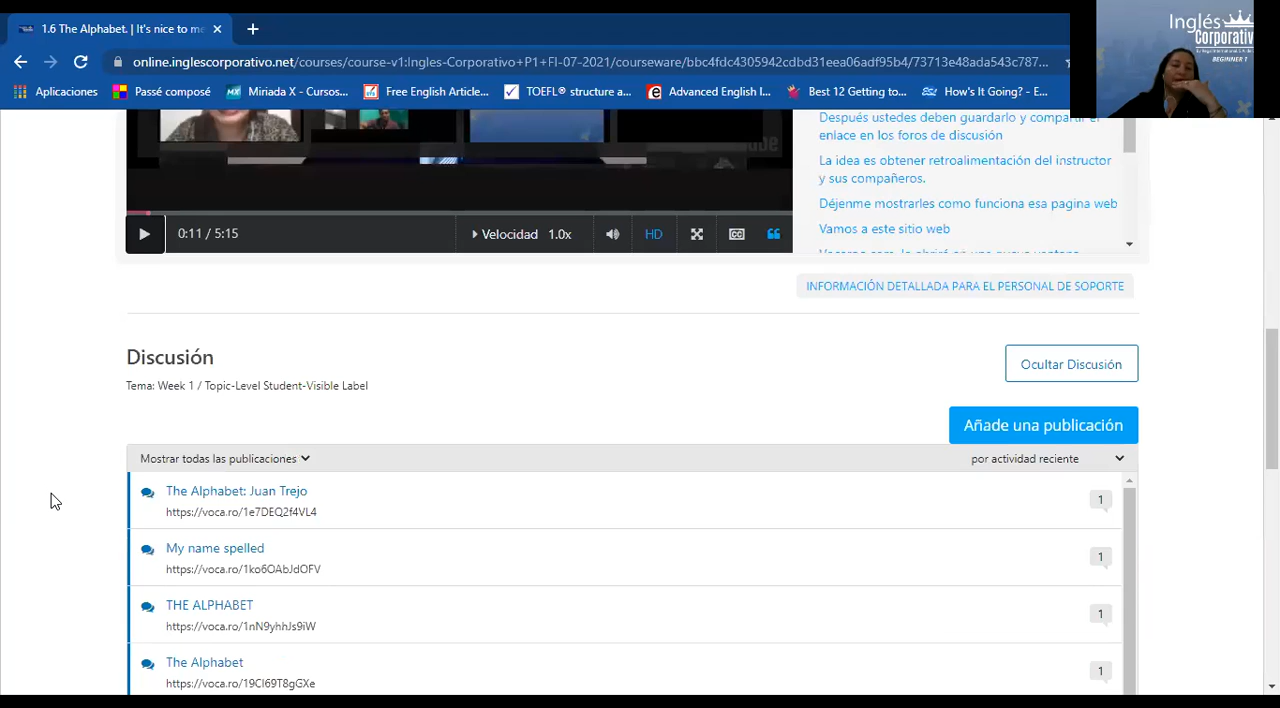 1.6 The Alphabet. | It's nice to me
online.inglescorporativo.net/courses/course-v1:Ingles-Corporativo+P1+FI-07-2021/courseware/bbc4fdc4305942cdbd31eea06adf95b4/73713e48ada543c787...
Aplicaciones
Passé composé
Miriada X - Cursos...
Free English Article...
TOEFL® structure a...
Advanced English I...
Best 12 Getting to...
How's It Going? - E...
Inglés
Corporativo
BEGINNER 1
Después ustedes deben guardarlo y compartir el
enlace en los foros de discusión
La idea es obtener retroalimentación del instructor
y sus compañeros.
Déjenme mostrarles como funciona esa pagina web
Vamos a este sitio web
0:11 / 5:15
Velocidad 1.0x
HD
INFORMACIÓN DETALLADA PARA EL PERSONAL DE SOPORTE
Discusión
Ocultar Discusión
Tema: Week 1 / Topic-Level Student-Visible Label
Añade una publicación
Mostrar todas las publicaciones
por actividad reciente
The Alphabet: Juan Trejo
1
https://voca.ro/1e7DEQ2f4VL4
My name spelled
1
https://voca.ro/1ko6OAbJdOFV
THE ALPHABET
1
https://voca.ro/1nN9yhhJs9iW
The Alphabet
1
https://voca.ro/19Cl69T8gGXe